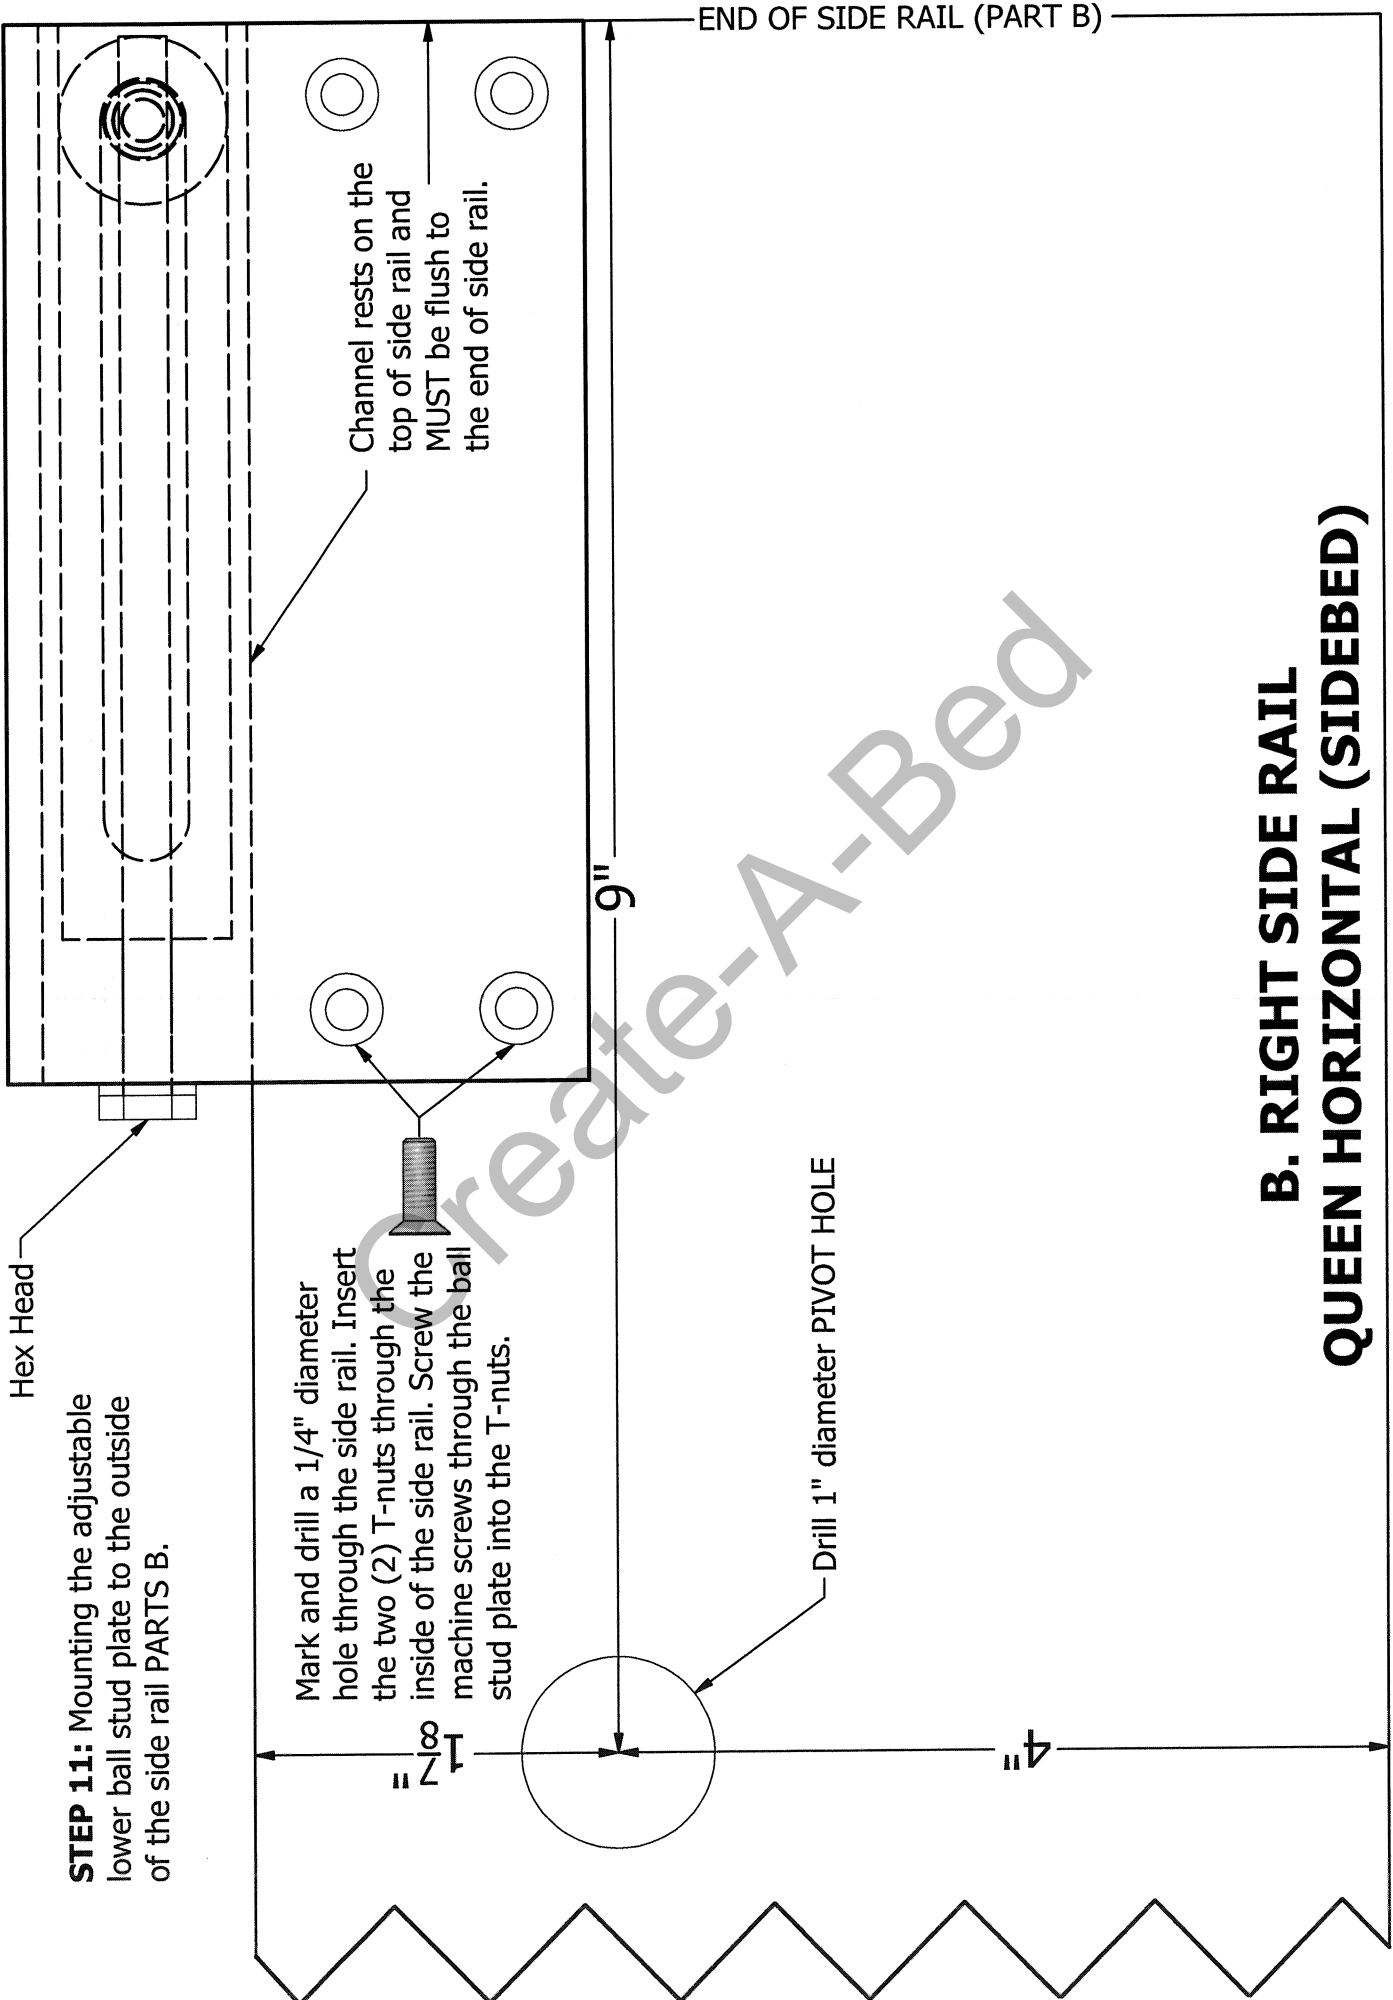 STEP 11: Mounting the adjustable
lower ball stud plate to the outside
of the side rail PARTS B.
Hex Head
Mark and drill a 1/4" diameter
hole through the side rail. Insert
the two (2) T-nuts through the
inside of the side rail. Screw the
machine screws through the ball
stud plate into the T-nuts.
Channel rests on the
top of side rail and
MUST be flush to
the end of side rail.
END OF SIDE RAIL (PART B)
9"
1 7/8"
4"
Drill 1" diameter PIVOT HOLE
B. RIGHT SIDE RAIL
QUEEN HORIZONTAL (SIDEBED)
Create-A-Bed